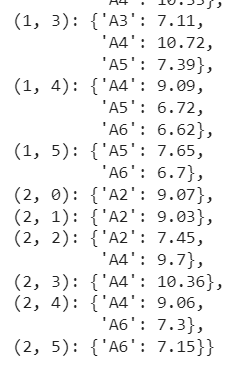 'A4': 10.53},
(1, 3): {'A3': 7.11,
'A4': 10.72,
'A5': 7.39},
(1, 4): {'A4': 9.09,
'A5': 6.72,
'A6': 6.62},
(1, 5): {'A5': 7.65,
'A6': 6.7},
(2, 0): {'A2': 9.07},
(2, 1): {'A2': 9.03},
(2, 2): {'A2': 7.45,
'A4': 9.7},
(2, 3): {'A4': 10.36},
(2, 4): {'A4': 9.06,
'A6': 7.3},
(2, 5): {'A6': 7.15}}